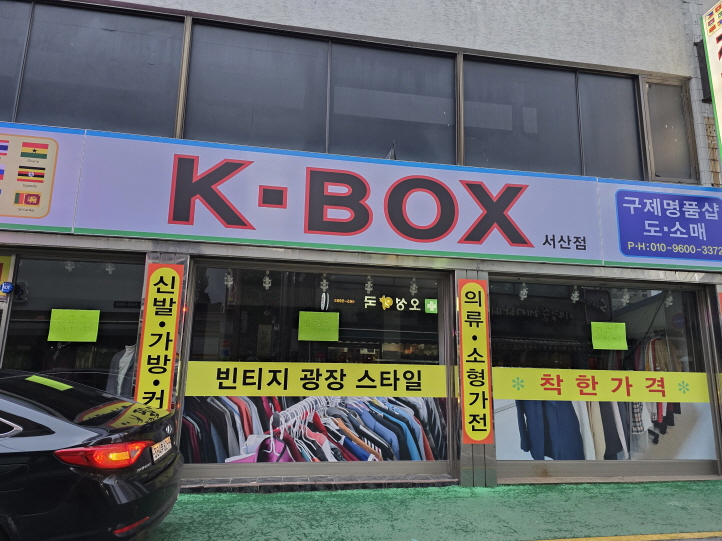 K·BOX
서산점
구제명품샵
도·소매
P·H:010-9600-3372
신발·가방·커
빈티지 광장 스타일
의류·소형가전
* 착한가격 *